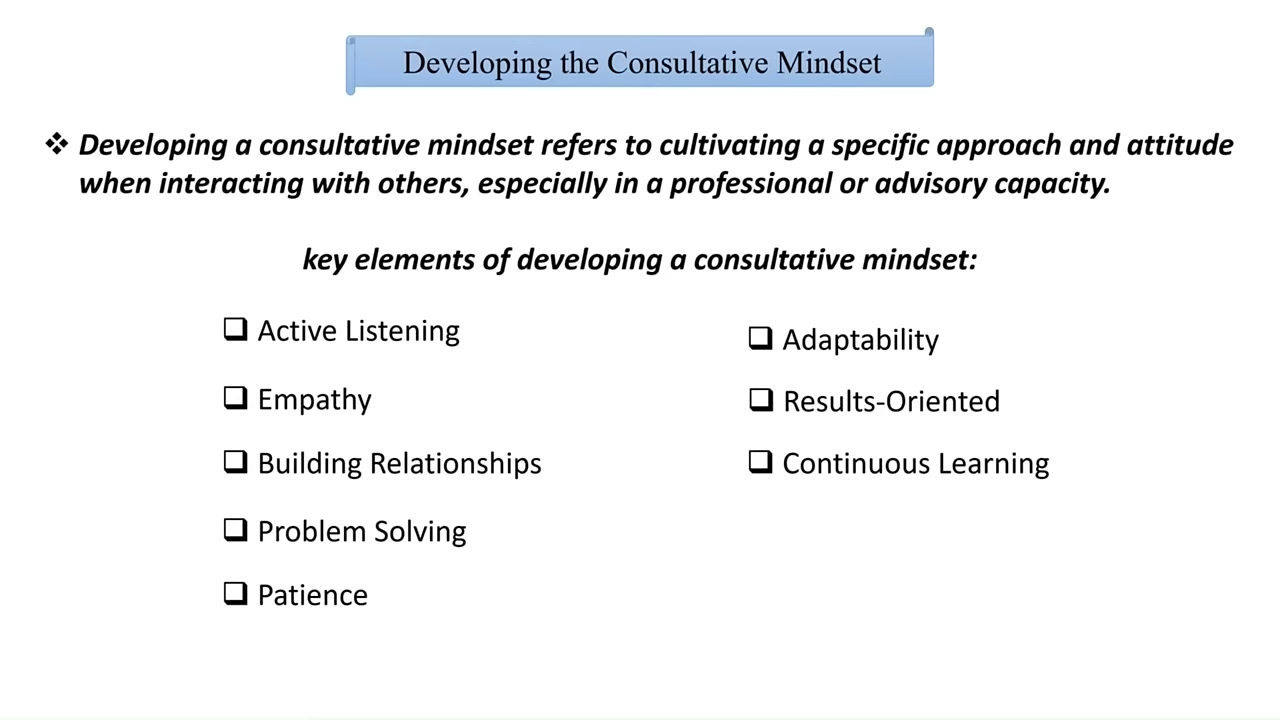 Developing the Consultative Mindset
❖ Developing a consultative mindset refers to cultivating a specific approach and attitude
when interacting with others, especially in a professional or advisory capacity.
key elements of developing a consultative mindset:
❑ Active Listening
❑ Empathy
❑ Building Relationships
❑ Problem Solving
❑ Patience
❑ Adaptability
❑ Results-Oriented
❑ Continuous Learning